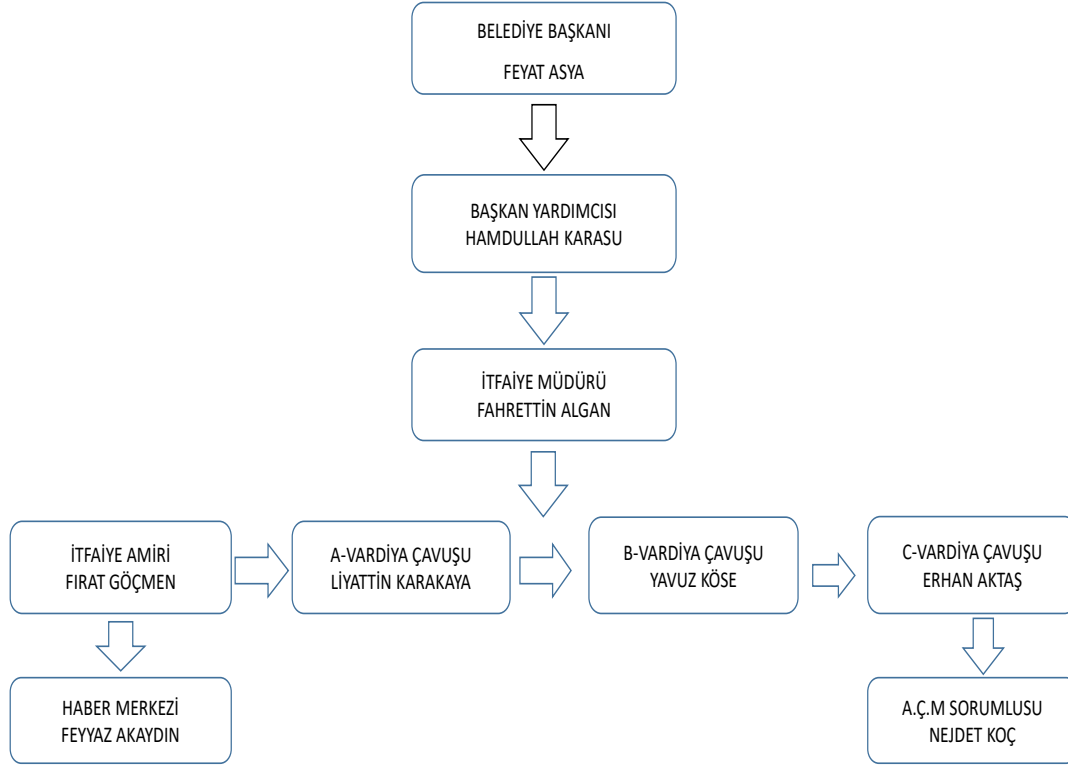 BELEDİYE BAŞKANI
FEYAT ASYA
BAŞKAN YARDIMCISI
HAMDULLAH KARASU
İTFAİYE MÜDÜRÜ
FAHRETTİN ALGAN
İTFAİYE AMİRİ
FIRAT GÖÇMEN
A-VARDİYA ÇAVUŞU
LİYATTİN KARAKAYA
B-VARDİYA ÇAVUŞU
YAVUZ KÖSE
C-VARDİYA ÇAVUŞU
ERHAN AKTAŞ
HABER MERKEZİ
FEYYAZ AKAYDIN
A.Ç.M SORUMLUSU
NEJDET KOÇ